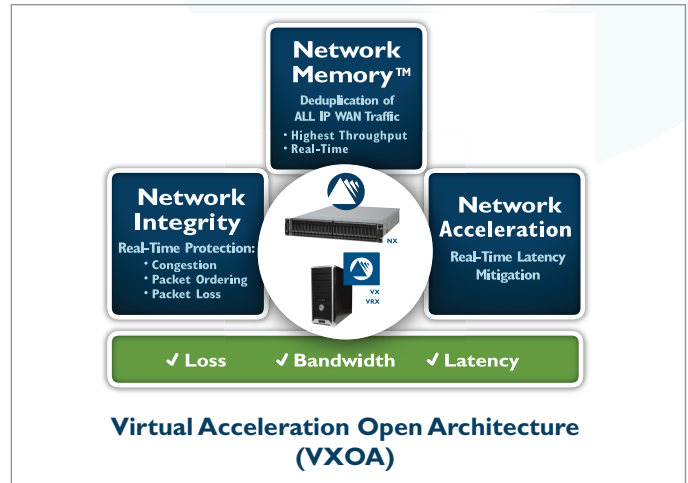 Network
Memory™
Deduplication of
ALL IP WAN Traffic
• Highest Throughput
• Real-Time
Network
Integrity
Real-Time Protection:
• Congestion
• Packet Ordering
• Packet Loss
NX
VX
VRX
Network
Acceleration
Real-Time Latency
Mitigation
✓ Loss ✓ Bandwidth ✓ Latency
Virtual Acceleration Open Architecture
(VXOA)